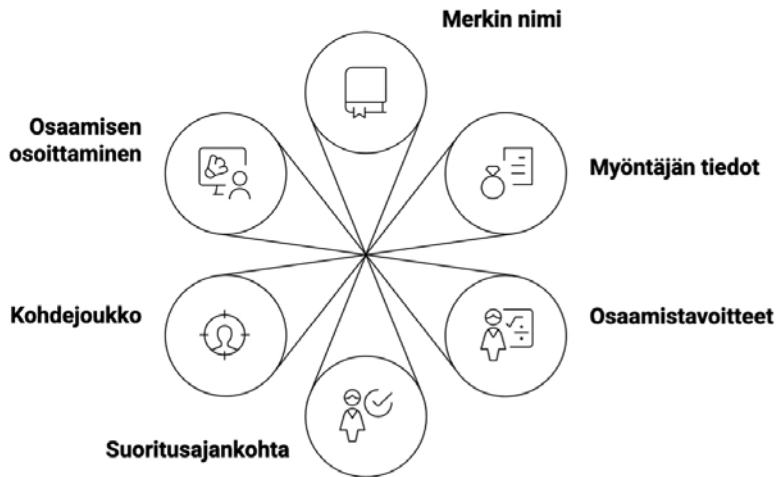 Merkin nimi
Osaamisen
osoittaminen
Myöntäjän tiedot
Kohdejoukko
Osaamistavoitteet
Suoritusajankohta